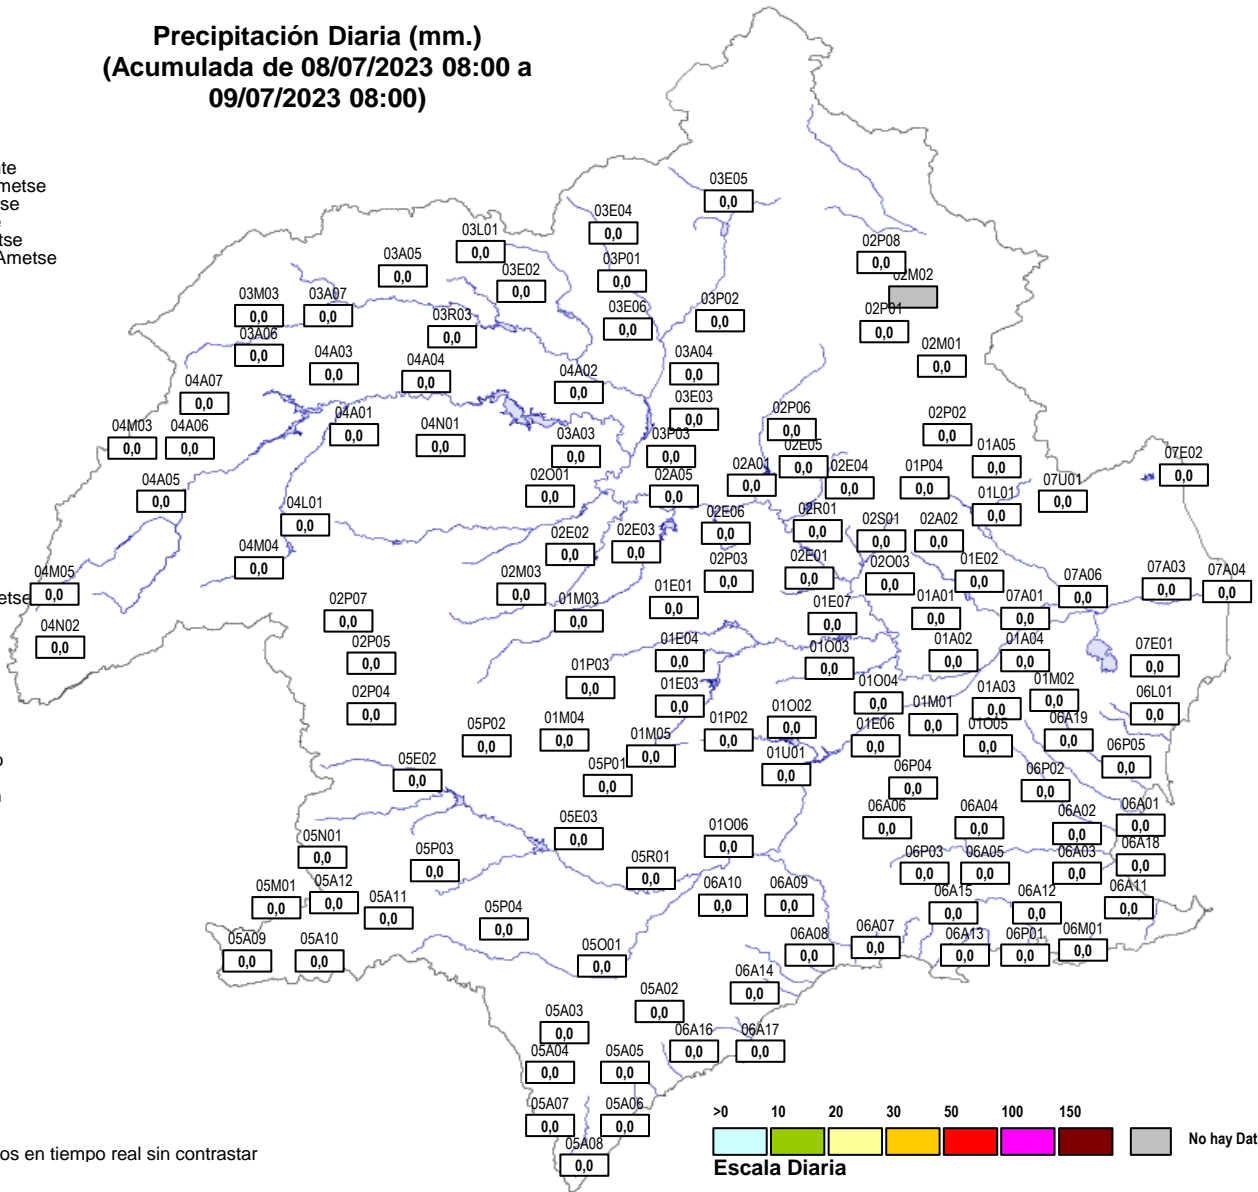 Precipitación Diaria (mm.)
(Acumulada de 08/07/2023 08:00 a
09/07/2023 08:00)
03E05
0,0
03E04
0,0
03L01
0,0
02P08
0,0
03A05
0,0
03P01
0,0
03E02
0,0
02M02
03M03
0,0
03A07
0,0
03P02
0,0
03E06
0,0
02P01
0,0
03R03
0,0
03A06
0,0
02M01
0,0
04A03
0,0
03A04
0,0
04A04
0,0
04A02
0,0
04A07
0,0
03E03
0,0
02P06
0,0
04A01
0,0
02P02
0,0
04M03
0,0
04A06
0,0
04N01
0,0
03A03
0,0
03P03
0,0
02E05
0,0
01A05
0,0
07E02
0,0
02A01
0,0
02E04
0,0
01P04
0,0
04A05
0,0
02O01
0,0
02A05
0,0
07U01
0,0
01L01
0,0
04L01
0,0
02E06
0,0
02R01
0,0
02S01
0,0
02A02
0,0
02E02
0,0
02E03
0,0
04M04
0,0
02P03
0,0
02E01
0,0
02O03
0,0
01E02
0,0
07A03
0,0
07A04
0,0
04M05
0,0
etse
02M03
0,0
07A06
0,0
01E01
0,0
02P07
0,0
01M03
0,0
01E07
0,0
01A01
0,0
07A01
0,0
04N02
0,0
02P05
0,0
01E04
0,0
01O03
0,0
01A02
0,0
01A04
0,0
07E01
0,0
01P03
0,0
01E03
0,0
01O04
0,0
01A03
0,0
01M02
0,0
06L01
0,0
02P04
0,0
01M01
0,0
01O02
0,0
05P02
0,0
01M04
0,0
01P02
0,0
01E06
0,0
01O05
0,0
06A19
0,0
01M05
0,0
06P05
0,0
05E02
0,0
05P01
0,0
01U01
0,0
06P04
0,0
06P02
0,0
05E03
0,0
01O06
0,0
06A06
0,0
06A04
0,0
06A02
0,0
06A01
0,0
05N01
0,0
05P03
0,0
05R01
0,0
06P03
0,0
06A05
0,0
06A03
0,0
06A18
0,0
05M01
0,0
05A12
0,0
05A11
0,0
06A10
0,0
06A09
0,0
06A15
0,0
06A12
0,0
06A11
0,0
05P04
0,0
05A09
0,0
05A10
0,0
05O01
0,0
06A08
0,0
06A07
0,0
06A13
0,0
06P01
0,0
06M01
0,0
06A14
0,0
05A02
0,0
05A03
0,0
06A16
0,0
06A17
0,0
05A04
0,0
05A05
0,0
05A07
0,0
05A06
0,0
05A08
0,0
>0 10 20 30 50 100 150
No hay Dat
Escala Diaria
os en tiempo real sin contrastar